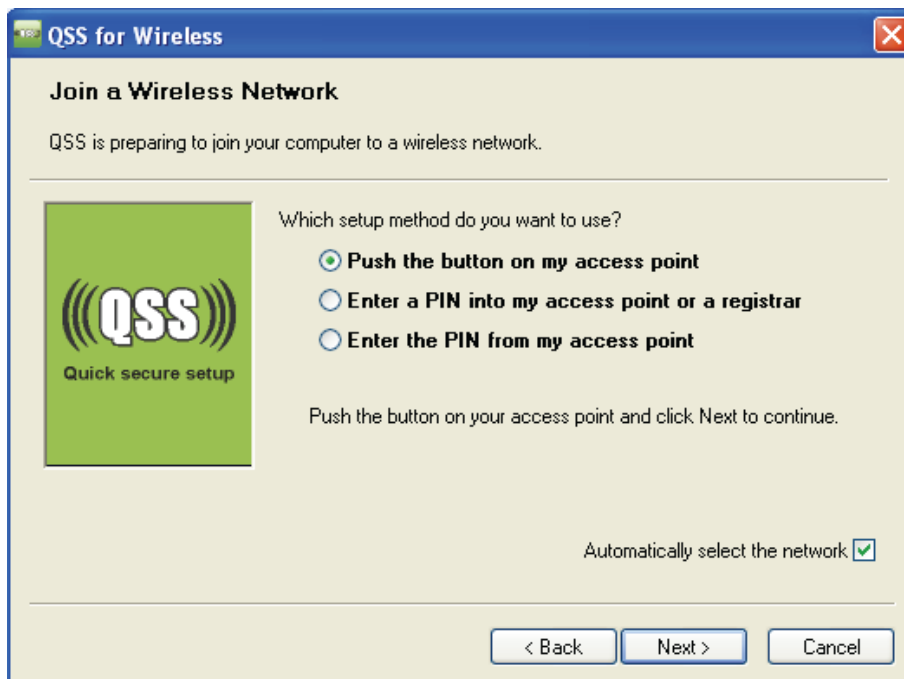 QSS for Wireless
Join a Wireless Network
QSS is preparing to join your computer to a wireless network.
Which setup method do you want to use?
Push the button on my access point
Enter a PIN into my access point or a registrar
Enter the PIN from my access point
(((QSS)))
Quick secure setup
Push the button on your access point and click Next to continue.
Automatically select the network
< Back
Next >
Cancel